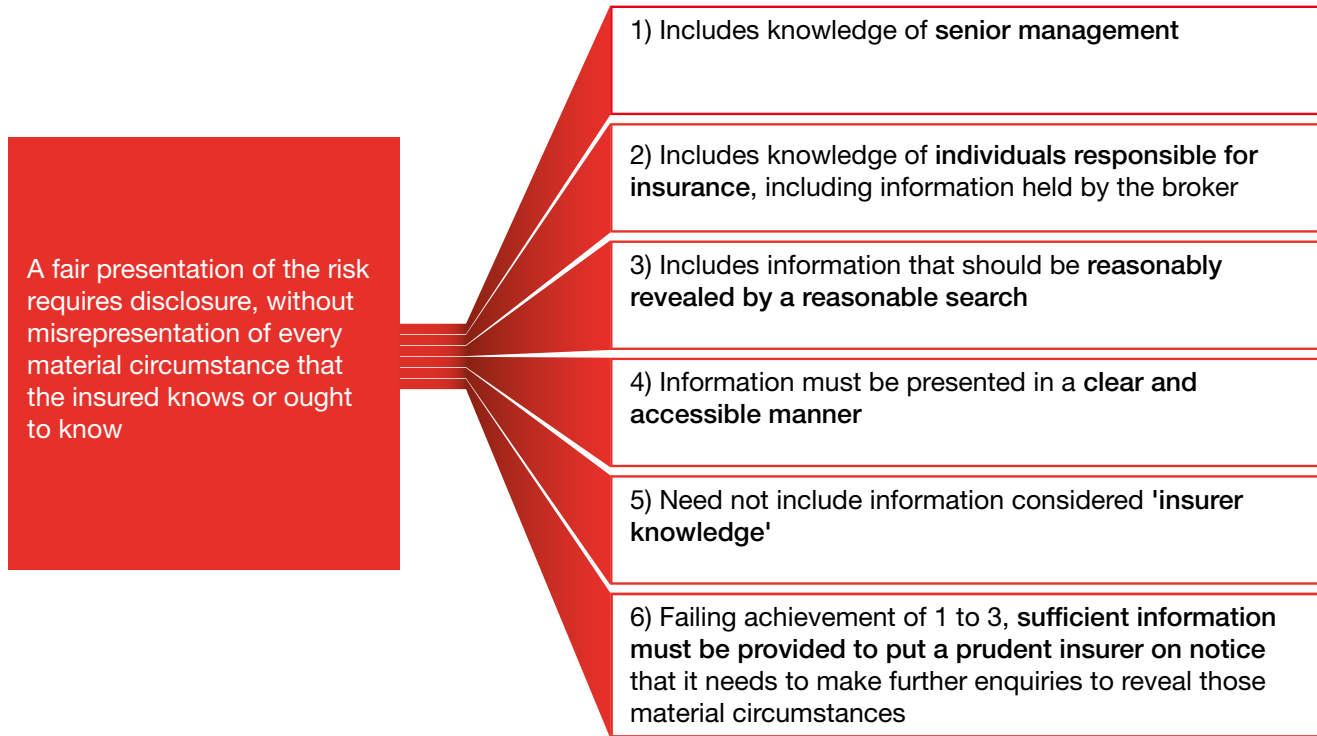 A fair presentation of the risk
requires disclosure, without
misrepresentation of every
material circumstance that
the insured knows or ought
to know
1) Includes knowledge of senior management
2) Includes knowledge of individuals responsible for
insurance, including information held by the broker
3) Includes information that should be reasonably
revealed by a reasonable search
4) Information must be presented in a clear and
accessible manner
5) Need not include information considered 'insurer
knowledge'
6) Failing achievement of 1 to 3, sufficient information
must be provided to put a prudent insurer on notice
that it needs to make further enquiries to reveal those
material circumstances